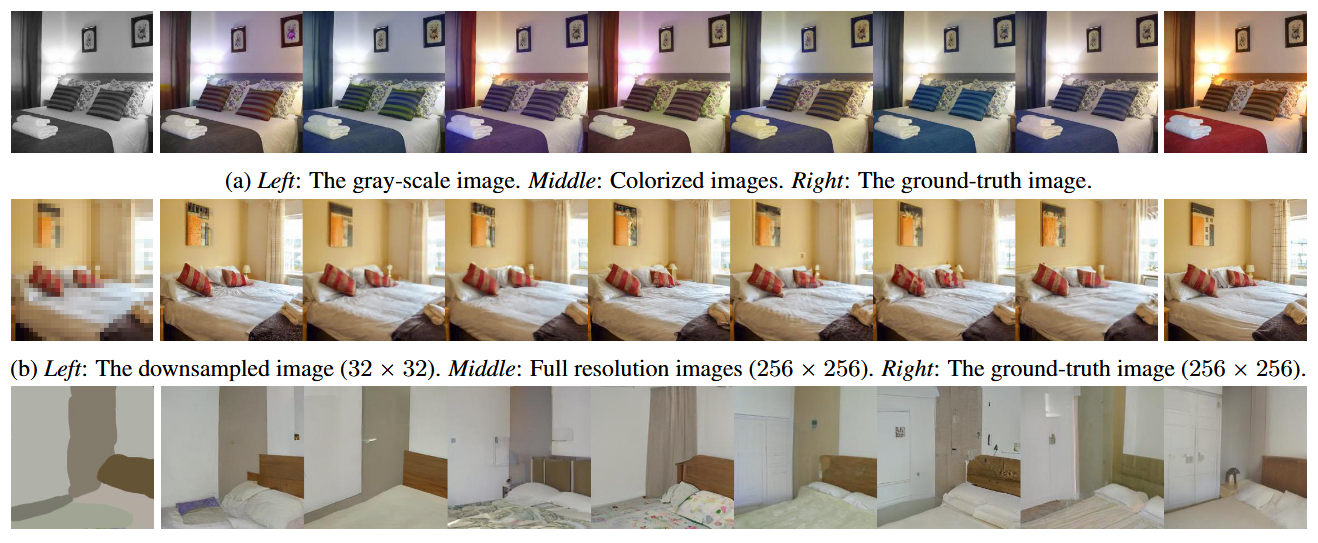 (a) Left: The gray-scale image. Middle: Colorized images. Right: The ground-truth image.
(b) Left: The downsampled image (32 × 32). Middle: Full resolution images (256 × 256). Right: The ground-truth image (256 × 256).